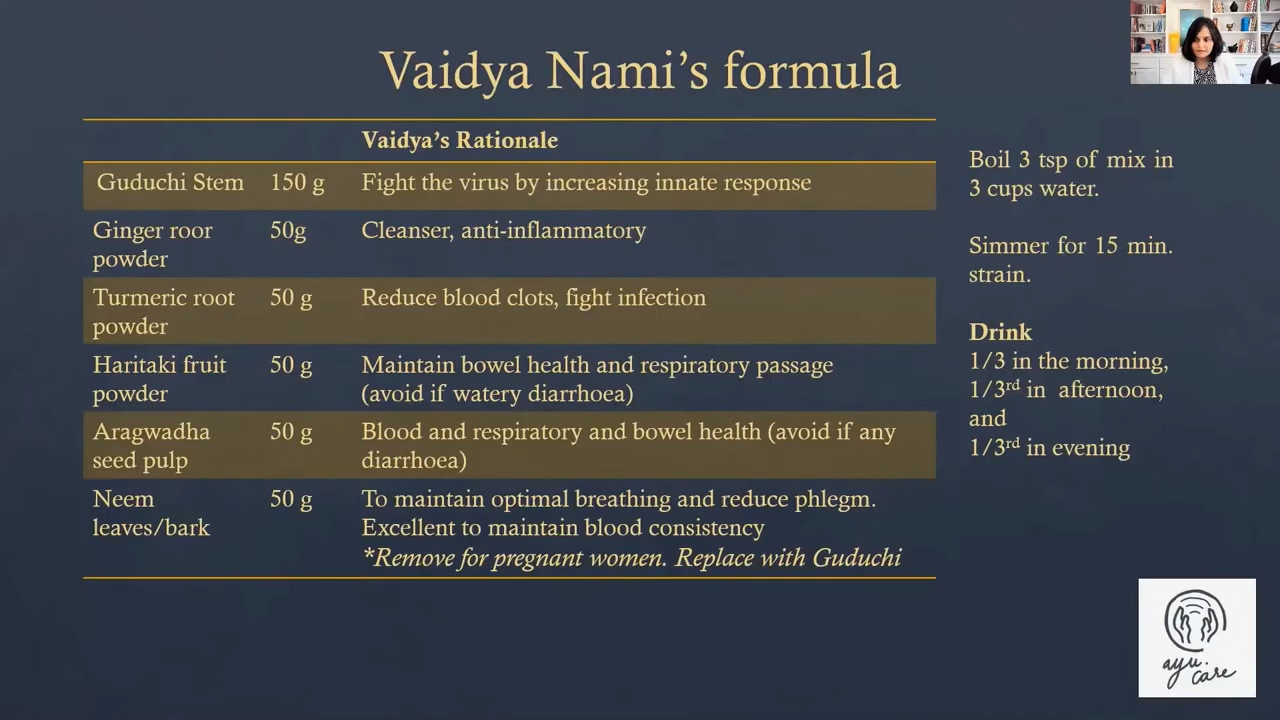 Vaidya Nami's formula
Vaidya's Rationale
Guduchi Stem 150 g Fight the virus by increasing innate response
Ginger roor powder 50g Cleanser, anti-inflammatory
Turmeric root powder 50 g Reduce blood clots, fight infection
Haritaki fruit powder 50 g Maintain bowel health and respiratory passage
(avoid if watery diarrhoea)
Aragwadha seed pulp 50 g Blood and respiratory and bowel health (avoid if any
diarrhoea)
Neem leaves/bark 50 g To maintain optimal breathing and reduce phlegm.
Excellent to maintain blood consistency
*Remove for pregnant women. Replace with Guduchi
Boil 3 tsp of mix in
3 cups water.
Simmer for 15 min.
strain.
Drink
1/3 in the morning,
1/3rd in afternoon,
and
1/3rd in evening
ayu.
care